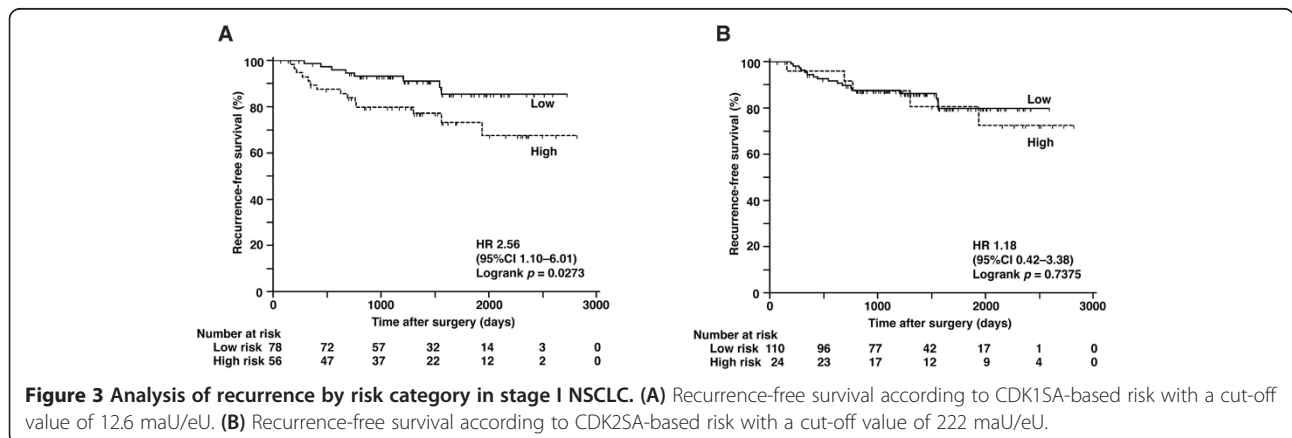 A
Recurrence-free survival (%)
100
80
60
40
20
0
Low
High
HR 2.56
(95%CI 1.10–6.01)
Logrank p = 0.0273
0 1000 2000 3000
Time after surgery (days)
Number at risk
Low risk 78 72 57 32 14 3 0
High risk 56 47 37 22 12 2 0
B
Recurrence-free survival (%)
100
80
60
40
20
0
Low
High
HR 1.18
(95%CI 0.42–3.38)
Logrank p = 0.7375
0 1000 2000 3000
Time after surgery (days)
Number at risk
Low risk 110 96 77 42 17 1 0
High risk 24 23 17 12 9 4 0
Figure 3 Analysis of recurrence by risk category in stage I NSCLC. (A) Recurrence-free survival according to CDK1SA-based risk with a cut-off
value of 12.6 maU/eU. (B) Recurrence-free survival according to CDK2SA-based risk with a cut-off value of 222 maU/eU.